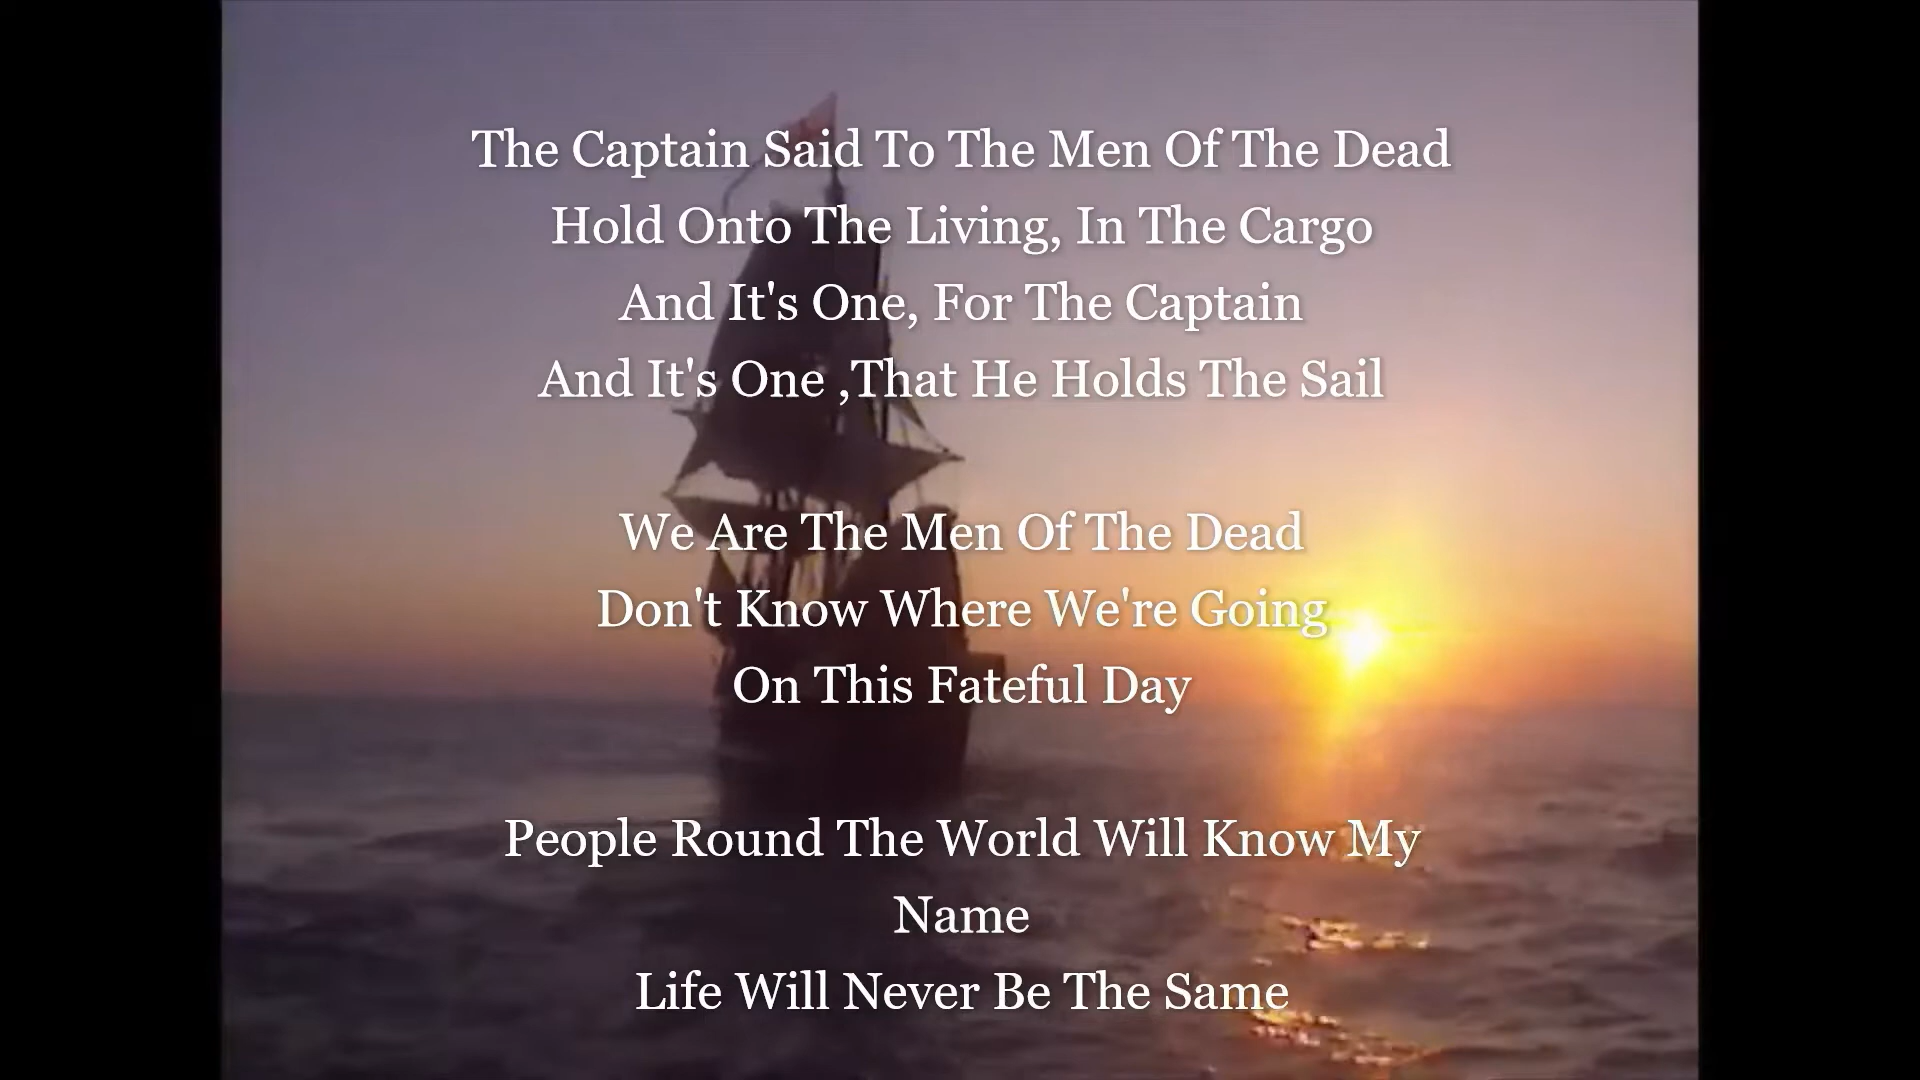 The Captain Said To The Men Of The Dead
Hold Onto The Living, In The Cargo
And It's One, For The Captain
And It's One ,That He Holds The Sail
We Are The Men Of The Dead
Don't Know Where We're Going
On This Fateful Day
People Round The World Will Know My
Name
Life Will Never Be The Same